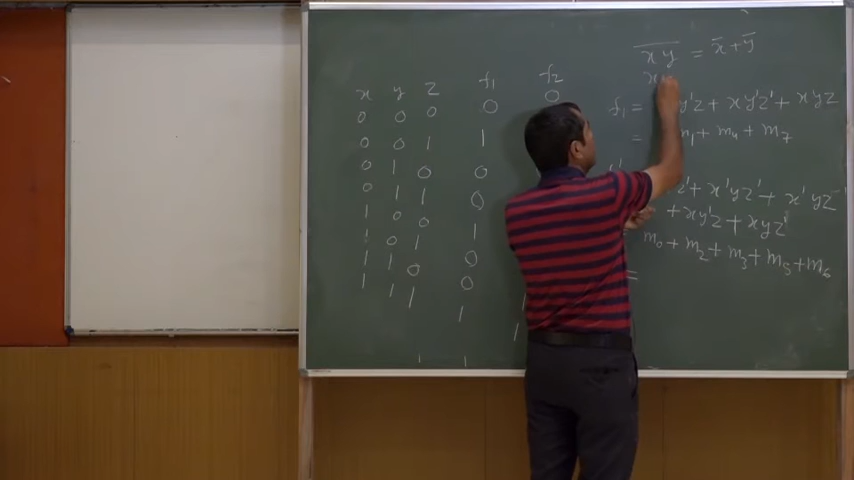 x y z f₁ f₂
0 0 0 0 0
0 0 1 1
0 1 0 0
0 1 1 0
1 0 0 1
1 0 1 0
1 1 0 0
1 1 1 1 1
x̅y̅ = x̄ + ȳ
x
f₁ = y'z + xy'z' + x'yz
= m₁ + m₄ + m₇
z' + x'yz' + x'yz
+ xy'z + xyz'
m₀ + m₂ + m₃ + m₅ + m₆
=